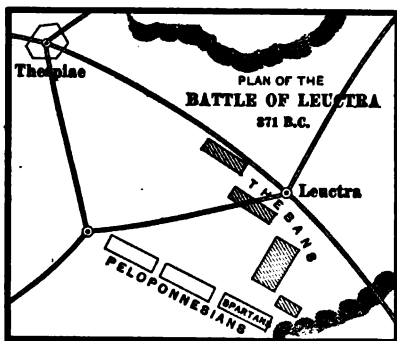 Thespiae
PLAN OF THE
BATTLE OF LEUCTRA
371 B.C.
Leuctra
THEBANS
PELOPONNESIANS
SPARTANS